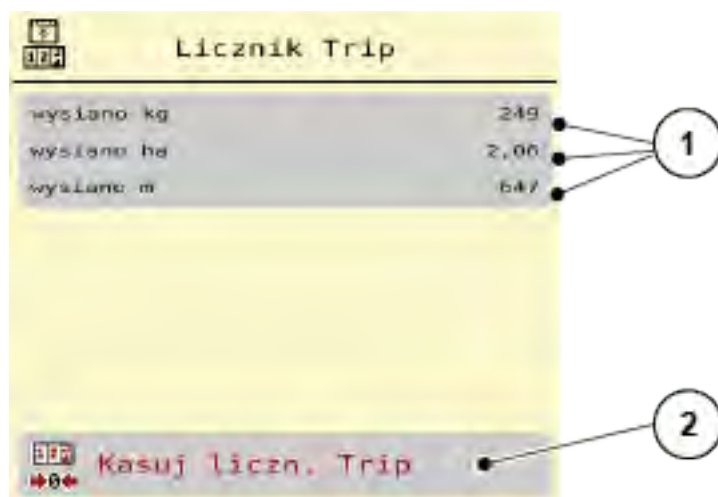 Licznik Trip
wysiano kg 249
wysiano ha 2,06
wysiano m 647
1
2
Kasuj liczn. Trip